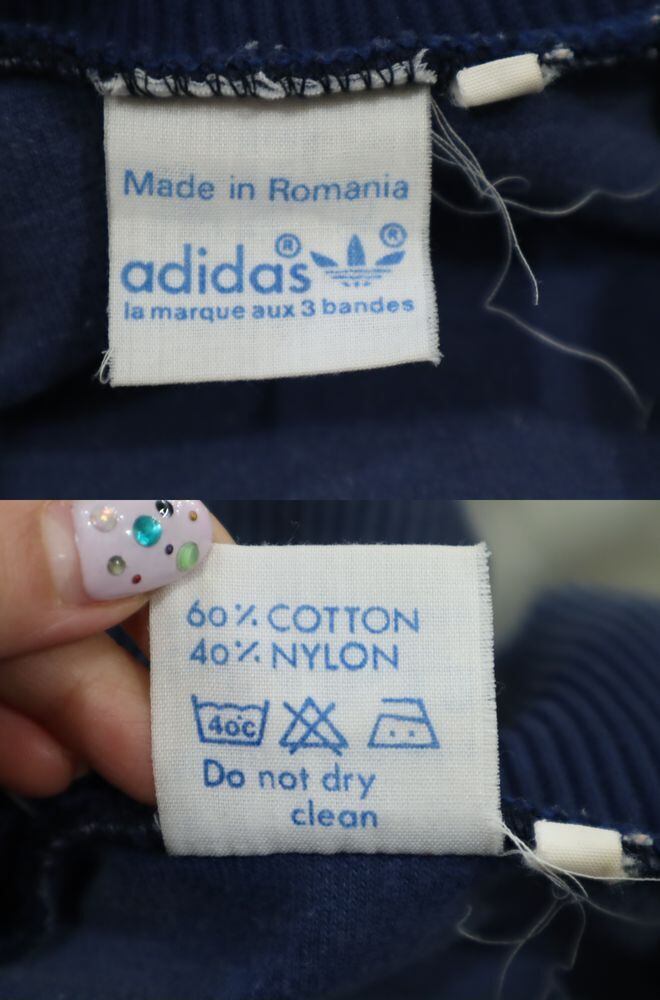 Made in Romania
adidas®
®
la marque aux 3 bandes
60% COTTON
40% NYLON
40c
Do not dry
clean